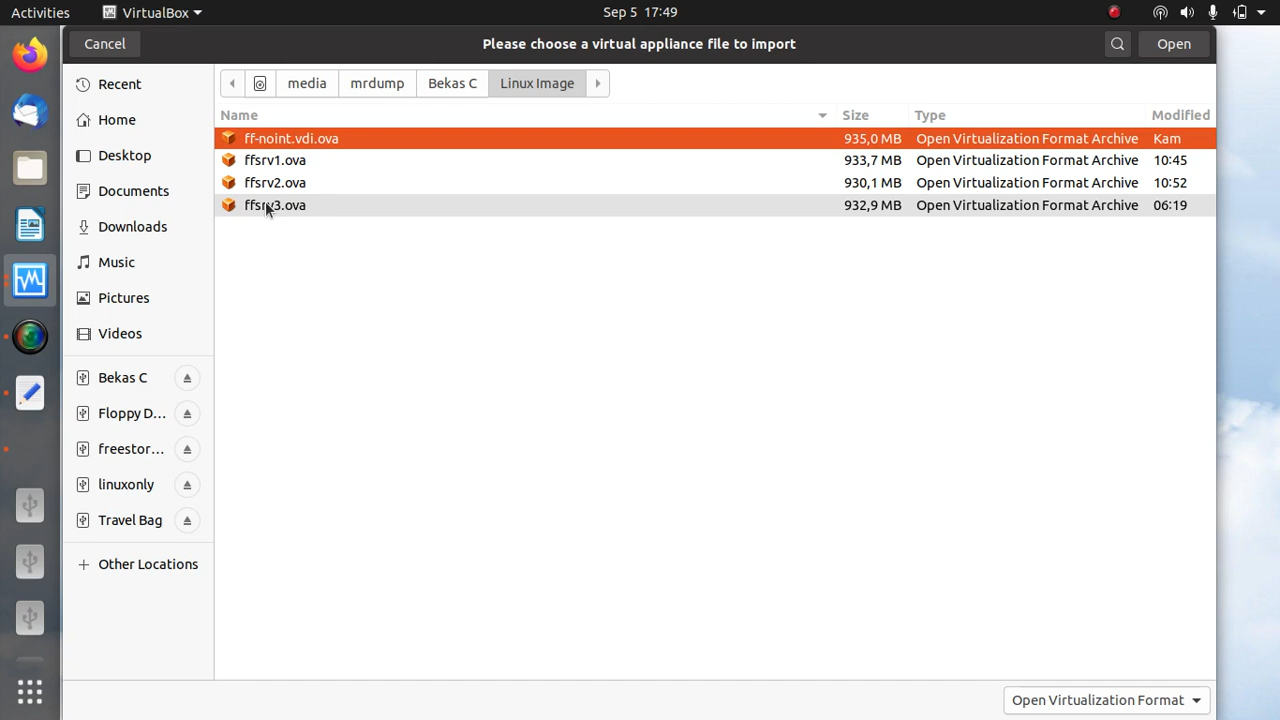 Activities VirtualBox Sep 5 17:49
Cancel Please choose a virtual appliance file to import Open
Recent
Home
Desktop
Documents
Downloads
Music
Pictures
Videos
Bekas C
Floppy D...
freestor...
linuxonly
Travel Bag
Other Locations
media mrdump Bekas C Linux Image
Name Size Type Modified
ff-noint.vdi.ova 935,0 MB Open Virtualization Format Archive Kam
ffsrv1.ova 933,7 MB Open Virtualization Format Archive 10:45
ffsrv2.ova 930,1 MB Open Virtualization Format Archive 10:52
ffsrv3.ova 932,9 MB Open Virtualization Format Archive 06:19
Open Virtualization Format